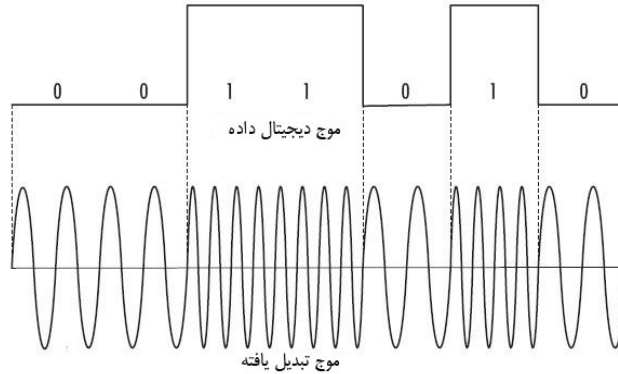 0 0 1 1 0 1 0
موج دیجیتال داده
موج تبدیل یافته